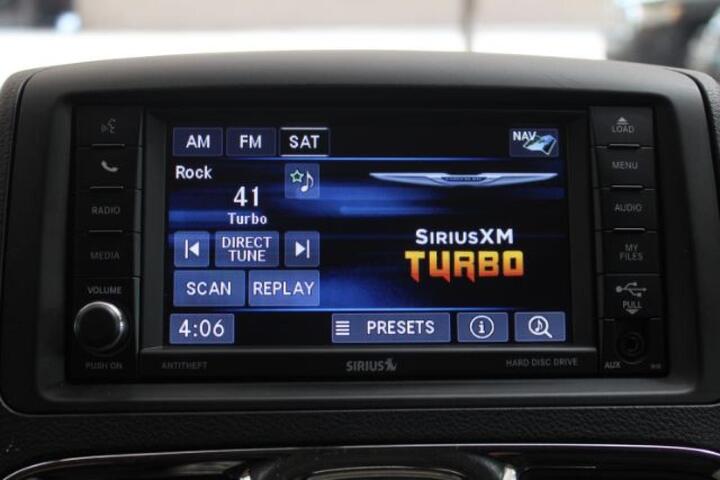 AM FM SAT NAV
Rock
41
Turbo
DIRECT
TUNE
SCAN REPLAY
SIRIUSXM
TURBO
4:06 PRESETS
RADIO
MEDIA
VOLUME
PUSH ON
LOAD
MENU
AUDIO
MY
FILES
PULL
AUX
ANTITHEFT SIRIUS HARD DISC DRIVE